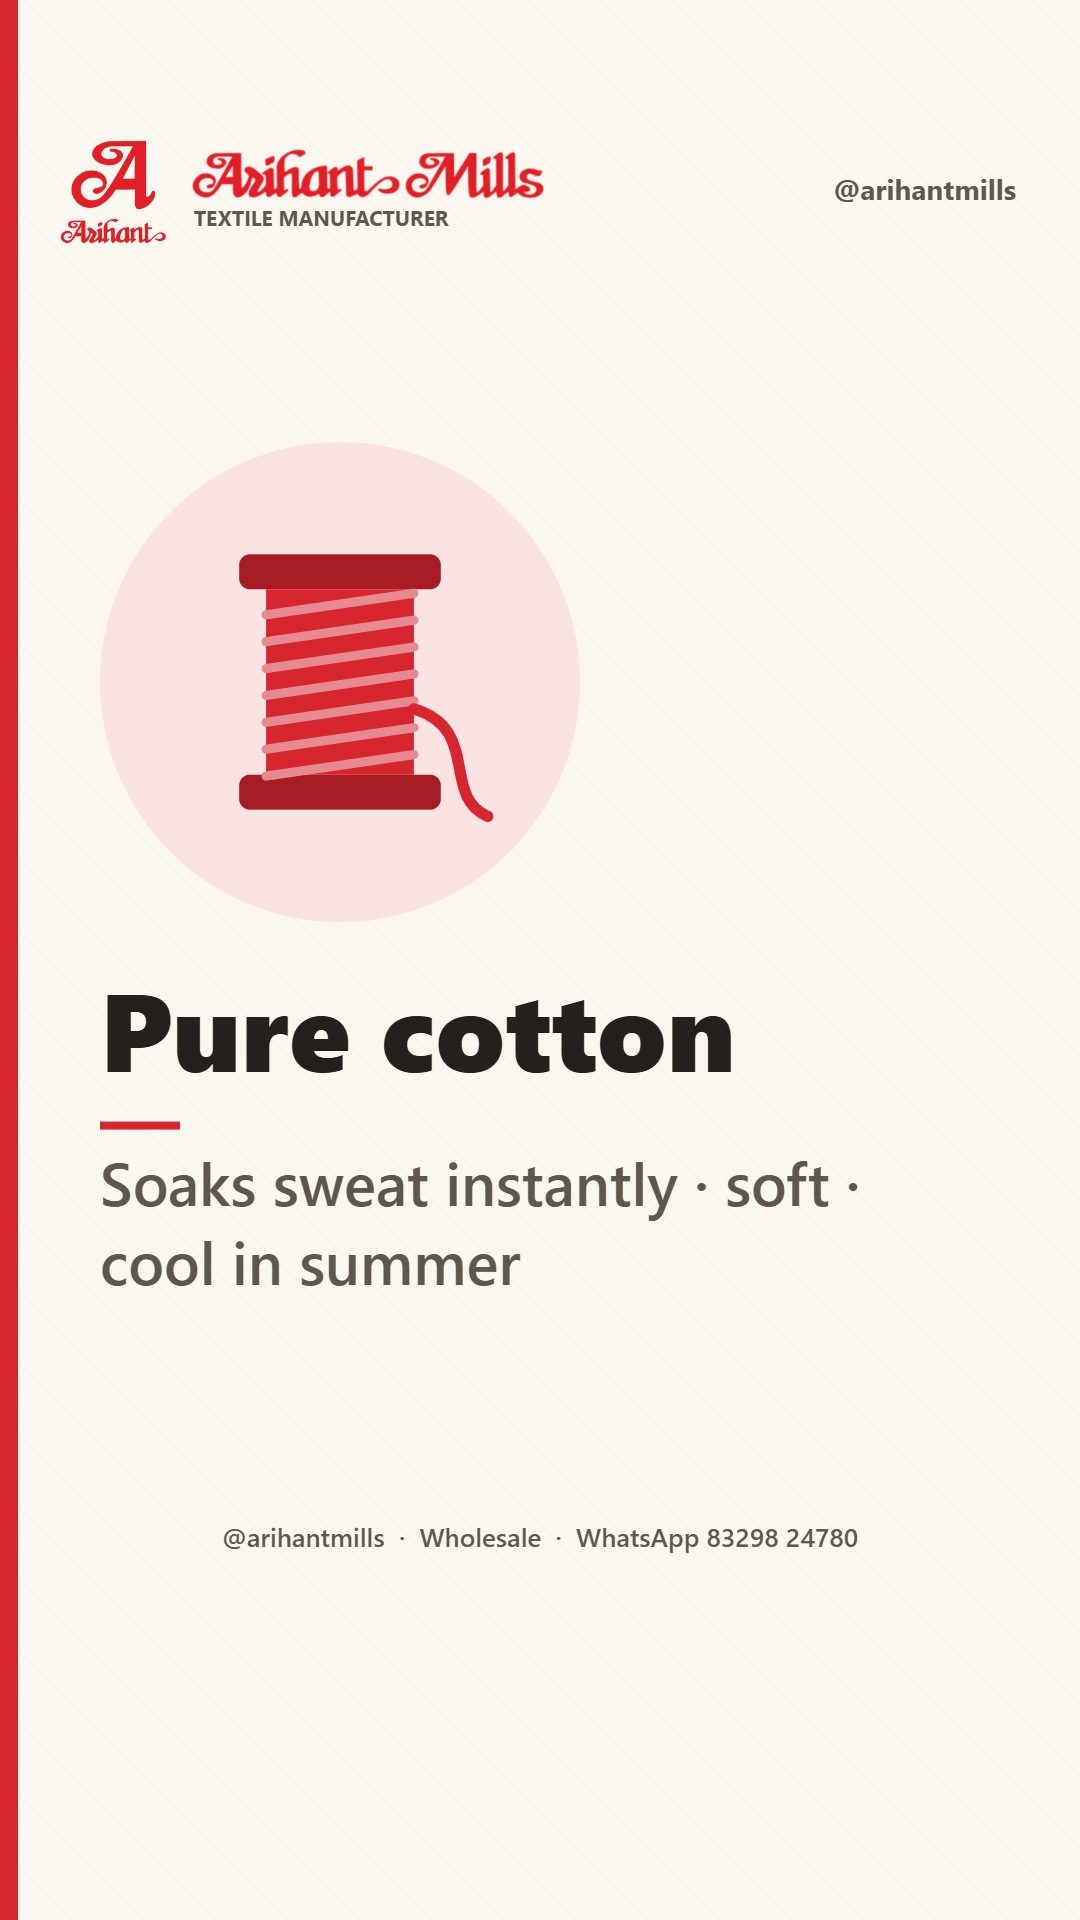 A
Arihant
Arihant Mills
TEXTILE MANUFACTURER
@arihantmills
Pure cotton
Soaks sweat instantly · soft ·
cool in summer
@arihantmills · Wholesale · WhatsApp 83298 24780